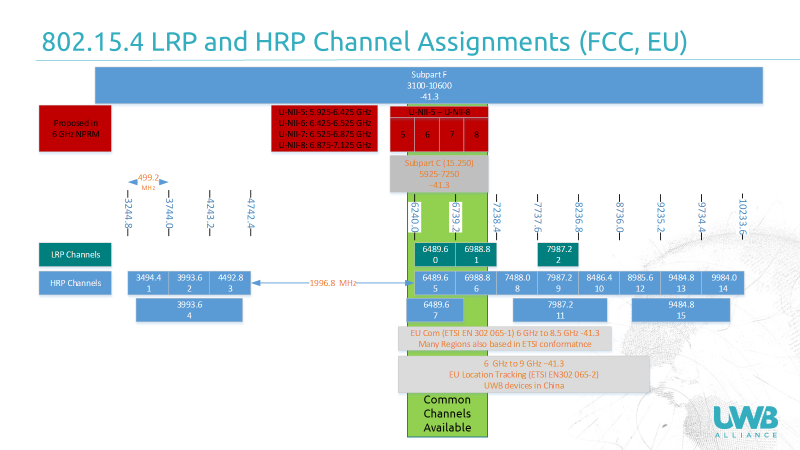 802.15.4 LRP and HRP Channel Assignments (FCC, EU)
Subpart F
3100-10600
-41.3
Proposed in
6 GHz NPRM
U-NII-5: 5.925-6.425 GHz
U-NII-6: 6.425-6.525 GHz
U-NII-7: 6.525-6.875 GHz
U-NII-8: 6.875-7.125 GHz
U-NII-5 – U-NII-8
5 6 7 8
Subpart C (15.250)
5925-7250
-41.3
499.2
MHz
3244.8
3744.0
4243.2
4742.4
6240.0
6739.2
7238.4
7737.6
8236.8
8736.0
9235.2
9734.4
10233.6
LRP Channels
6489.6
0
6988.8
1
7987.2
2
HRP Channels
3494.4
1
3993.6
2
4492.8
3
1996.8 MHz
6489.6
5
6988.8
6
7488.0
8
7987.2
9
8486.4
10
8985.6
12
9484.8
13
9984.0
14
3993.6
4
6489.6
7
7987.2
11
9484.8
15
EU Com (ETSI EN 302 065-1) 6 GHz to 8.5 GHz -41.3
Many Regions also based in ETSI conformatnce
6 GHz to 9 GHz -41.3
EU Location Tracking (ETSI EN302 065-2)
UWB devices in China
Common
Channels
Available
UWB
ALLIANCE